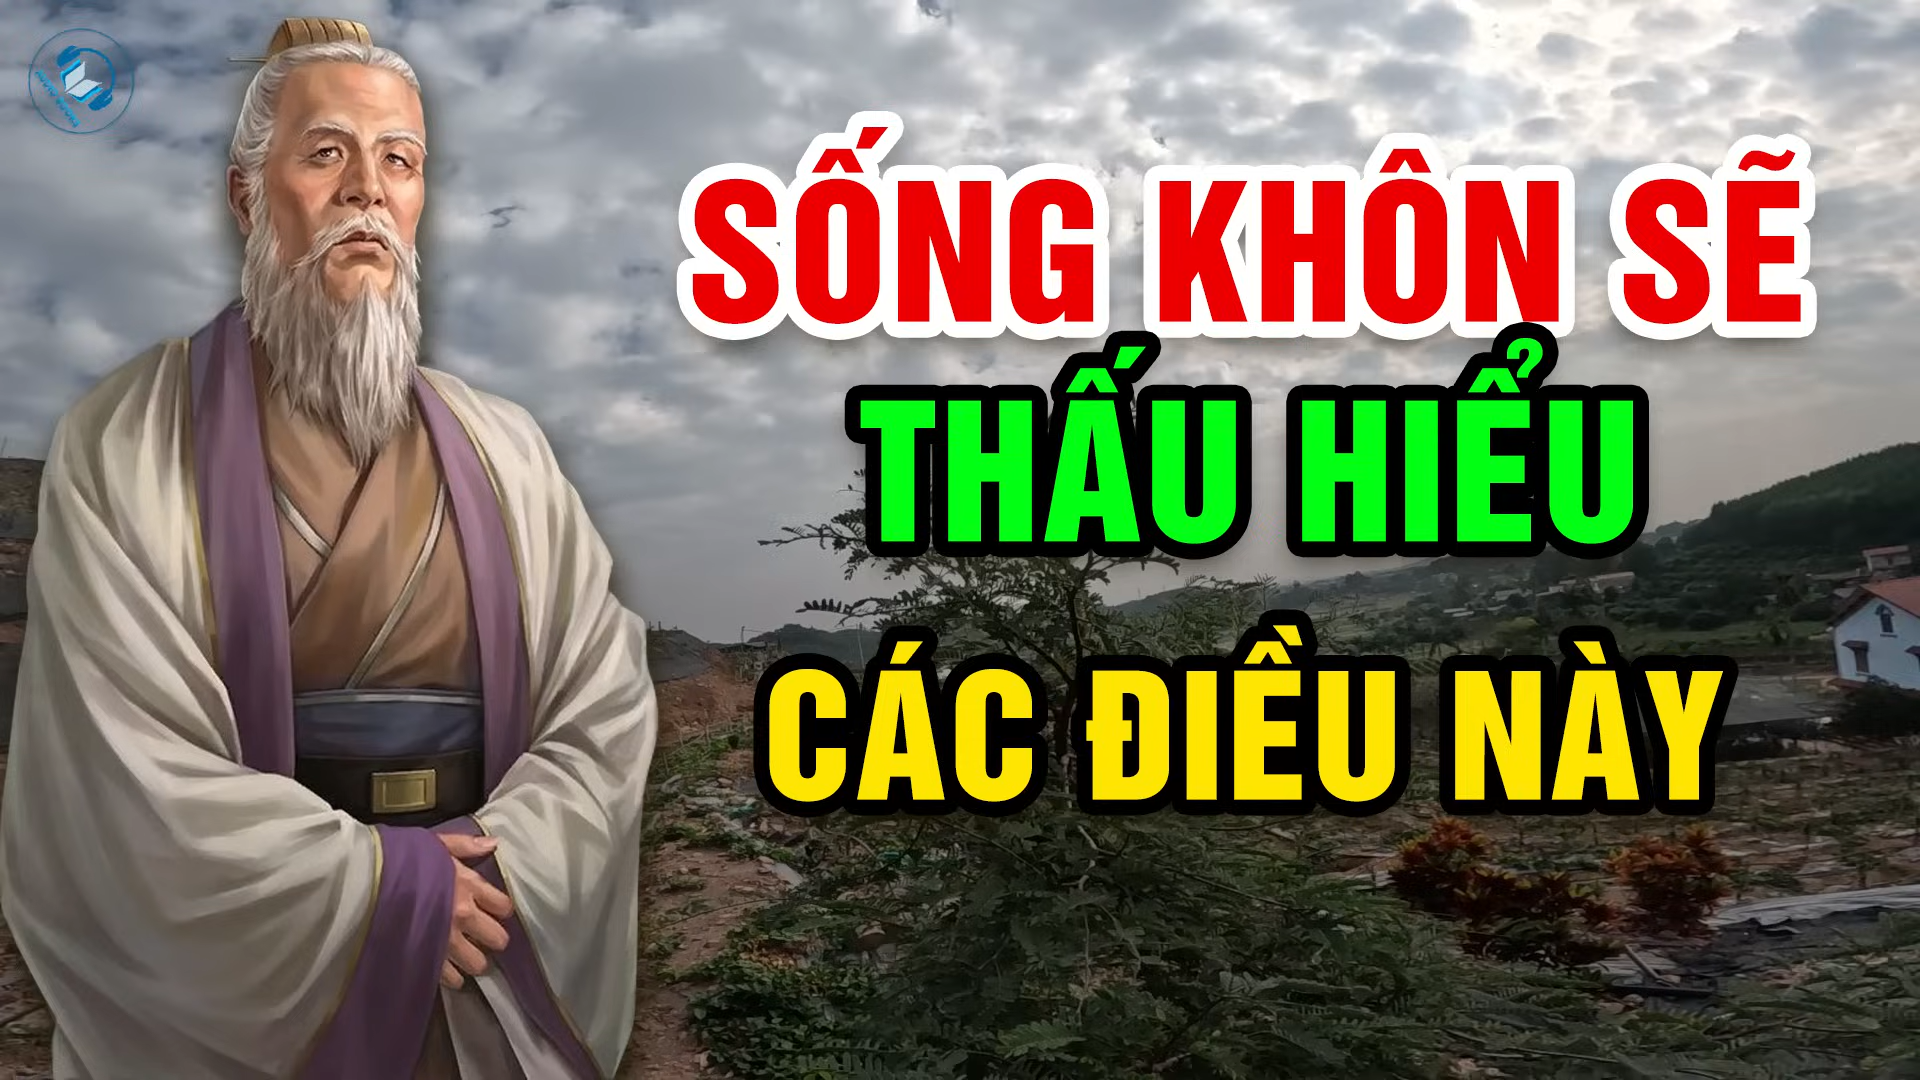 SỐNG KHÔN SẼ
THẤU HIỂU
CÁC ĐIỀU NÀY